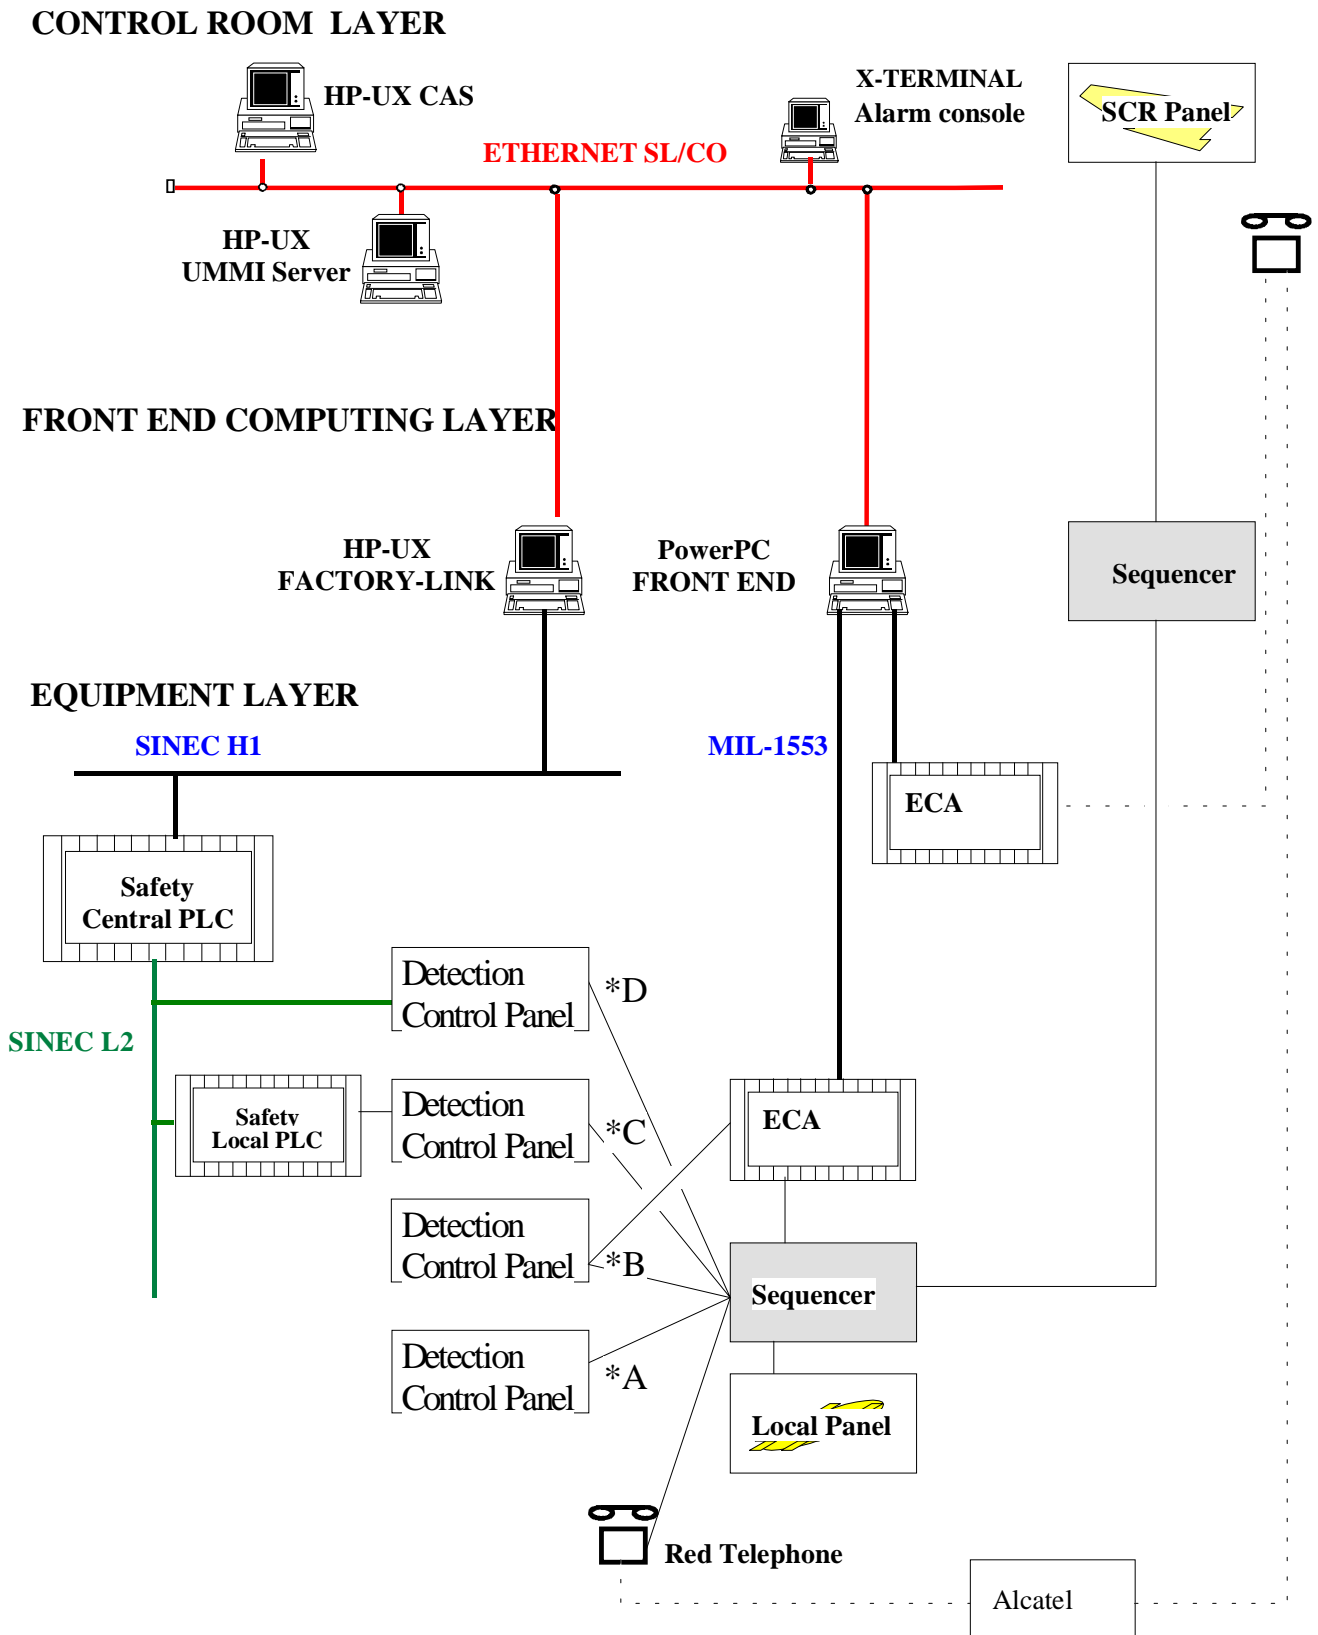 CONTROL ROOM LAYER
HP-UX CAS
X-TERMINAL
Alarm console
SCR Panel
ETHERNET SL/CO
HP-UX
UMMI Server
FRONT END COMPUTING LAYER
HP-UX
FACTORY-LINK
PowerPC
FRONT END
Sequencer
EQUIPMENT LAYER
SINEC H1
MIL-1553
ECA
Safety
Central PLC
Detection
Control Panel
*D
SINEC L2
Safety
Local PLC
Detection
Control Panel
*C
ECA
Detection
Control Panel
*B
Sequencer
Detection
Control Panel
*A
Local Panel
Red Telephone
Alcatel